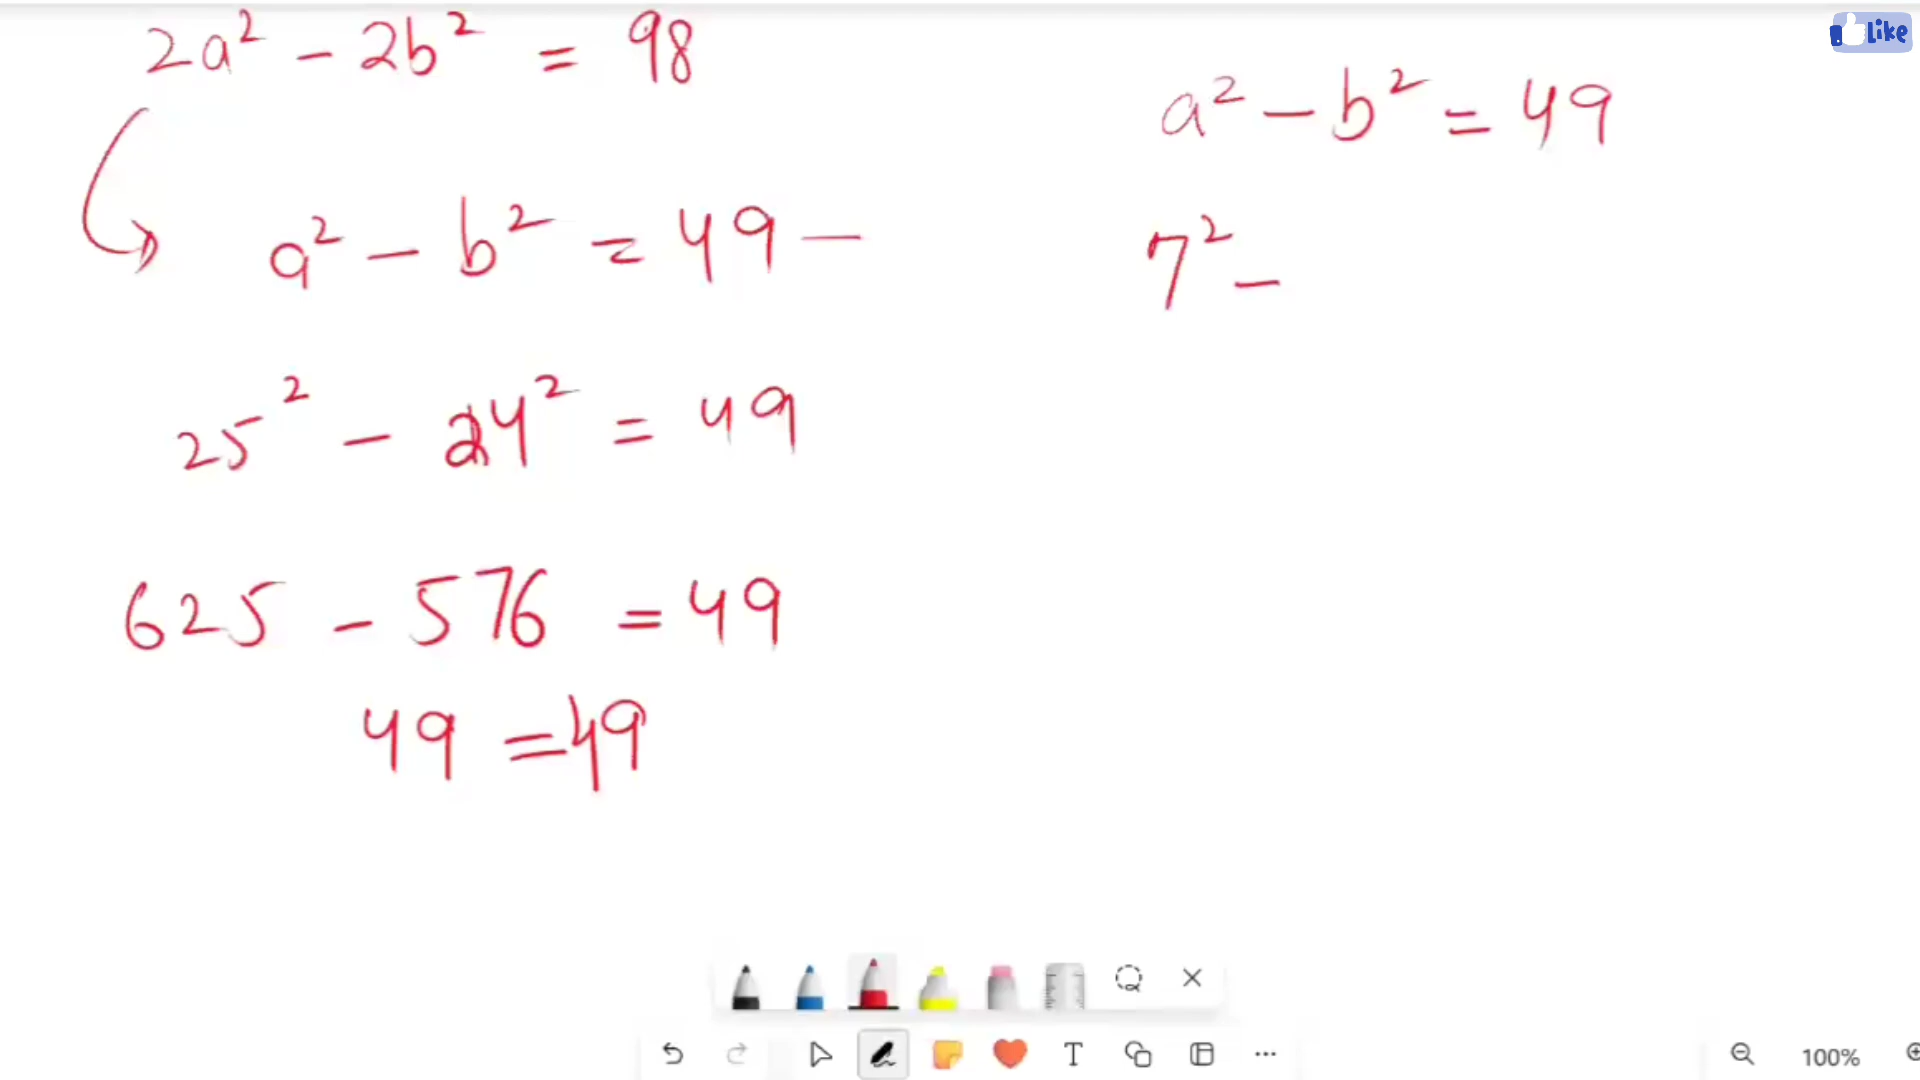 2a² - 2b² = 98
a² - b² = 49 -
25² - 24² = 49
625 - 576 = 49
49 = 49
a² - b² = 49
7² -
Like
T
100%